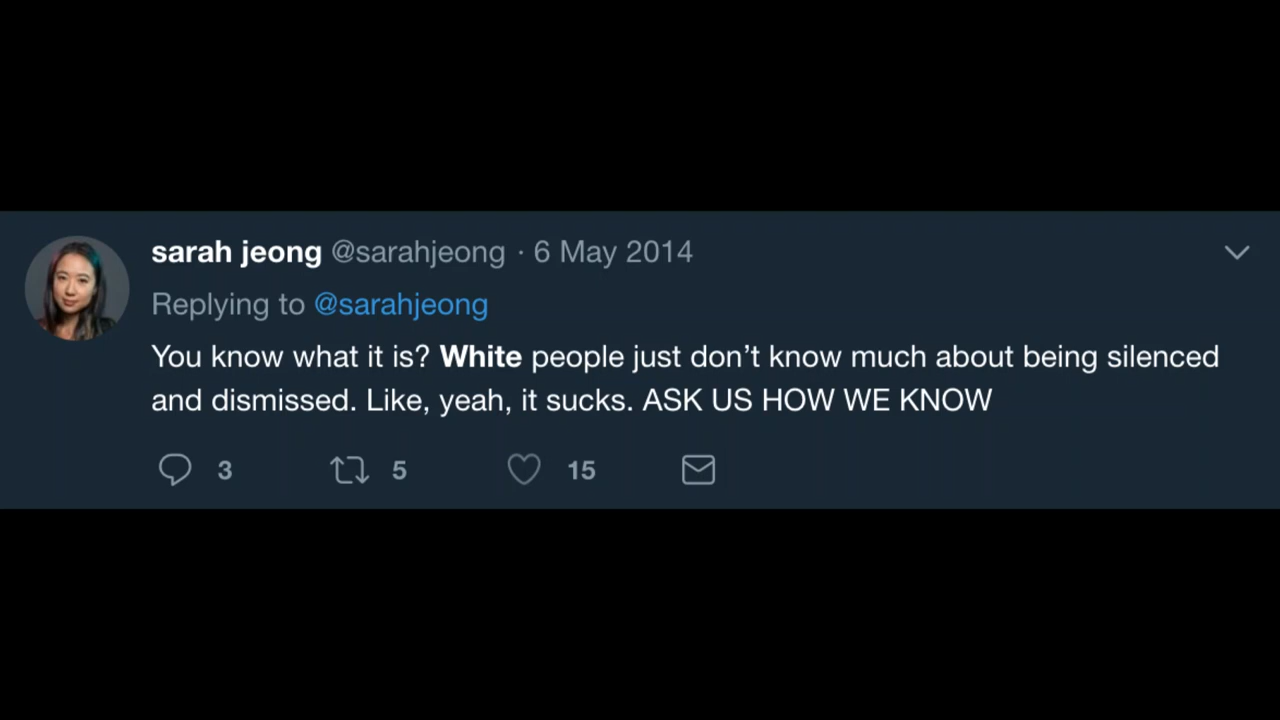 sarah jeong @sarahjeong · 6 May 2014
Replying to @sarahjeong
You know what it is? White people just don’t know much about being silenced
and dismissed. Like, yeah, it sucks. ASK US HOW WE KNOW
3 5 15